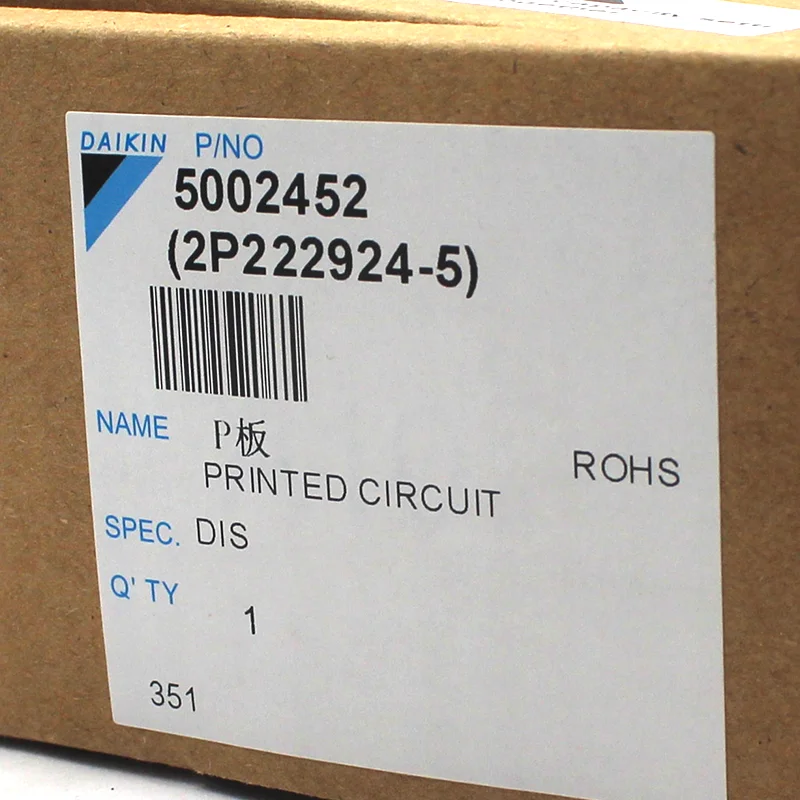 DAIKIN P/NO
5002452
(2P222924-5)
NAME P板
PRINTED CIRCUIT ROHS
SPEC. DIS
Q'TY
1
351